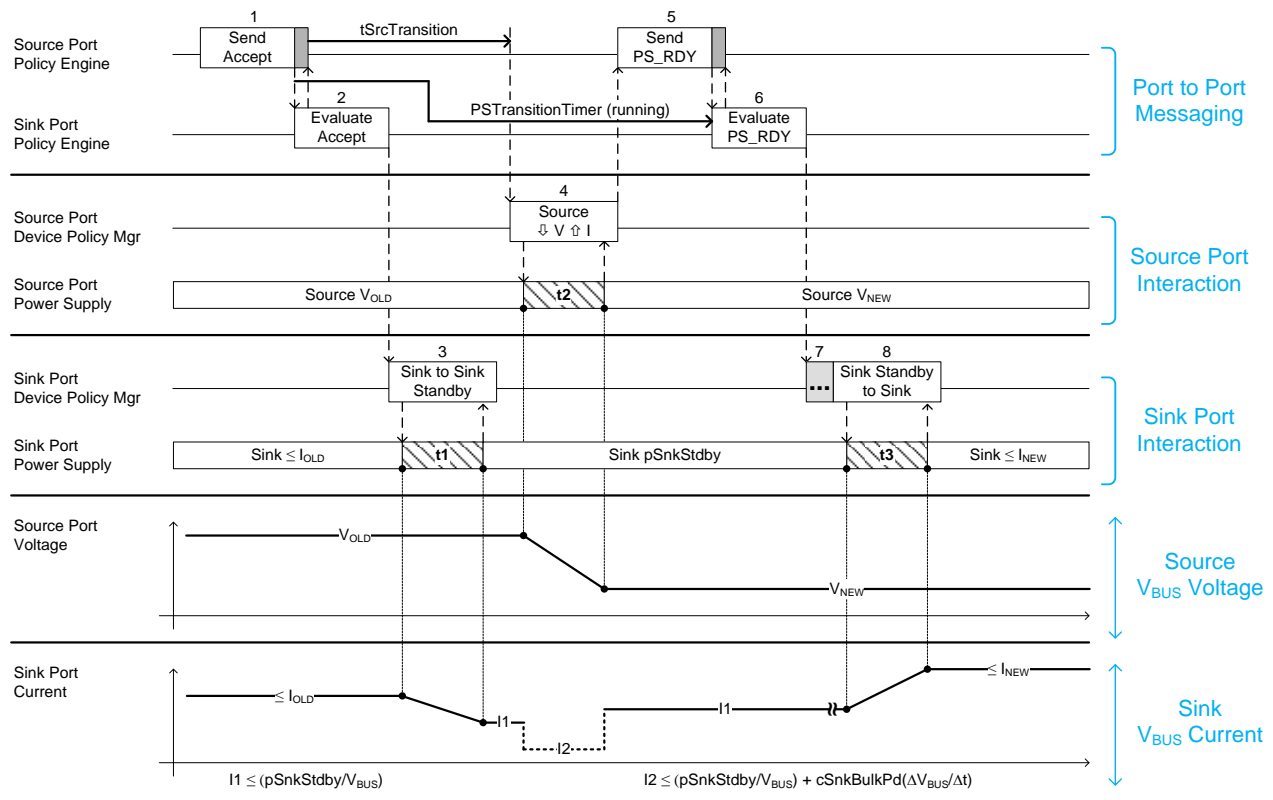 1
Source Port
Policy Engine
Send
Accept
tSrcTransition
5
Send
PS_RDY
2
Sink Port
Policy Engine
Evaluate
Accept
PSTransitionTimer (running)
6
Evaluate
PS_RDY
Port to Port
Messaging
Source Port
Device Policy Mgr
4
Source
⇩ V ⇧ I
Source Port
Power Supply
Source VOLD
t2
Source VNEW
Source Port
Interaction
Sink Port
Device Policy Mgr
3
Sink to Sink
Standby
7
...
8
Sink Standby
to Sink
Sink Port
Power Supply
Sink ≤ IOLD
t1
Sink pSnkStdby
t3
Sink ≤ INEW
Sink Port
Interaction
Source Port
Voltage
VOLD
VNEW
Source
VBUS Voltage
Sink Port
Current
≤ IOLD
I1
I2
I1
≤ INEW
Sink
VBUS Current
I1 ≤ (pSnkStdby/VBUS)
I2 ≤ (pSnkStdby/VBUS) + cSnkBulkPd(ΔVBUS/Δt)